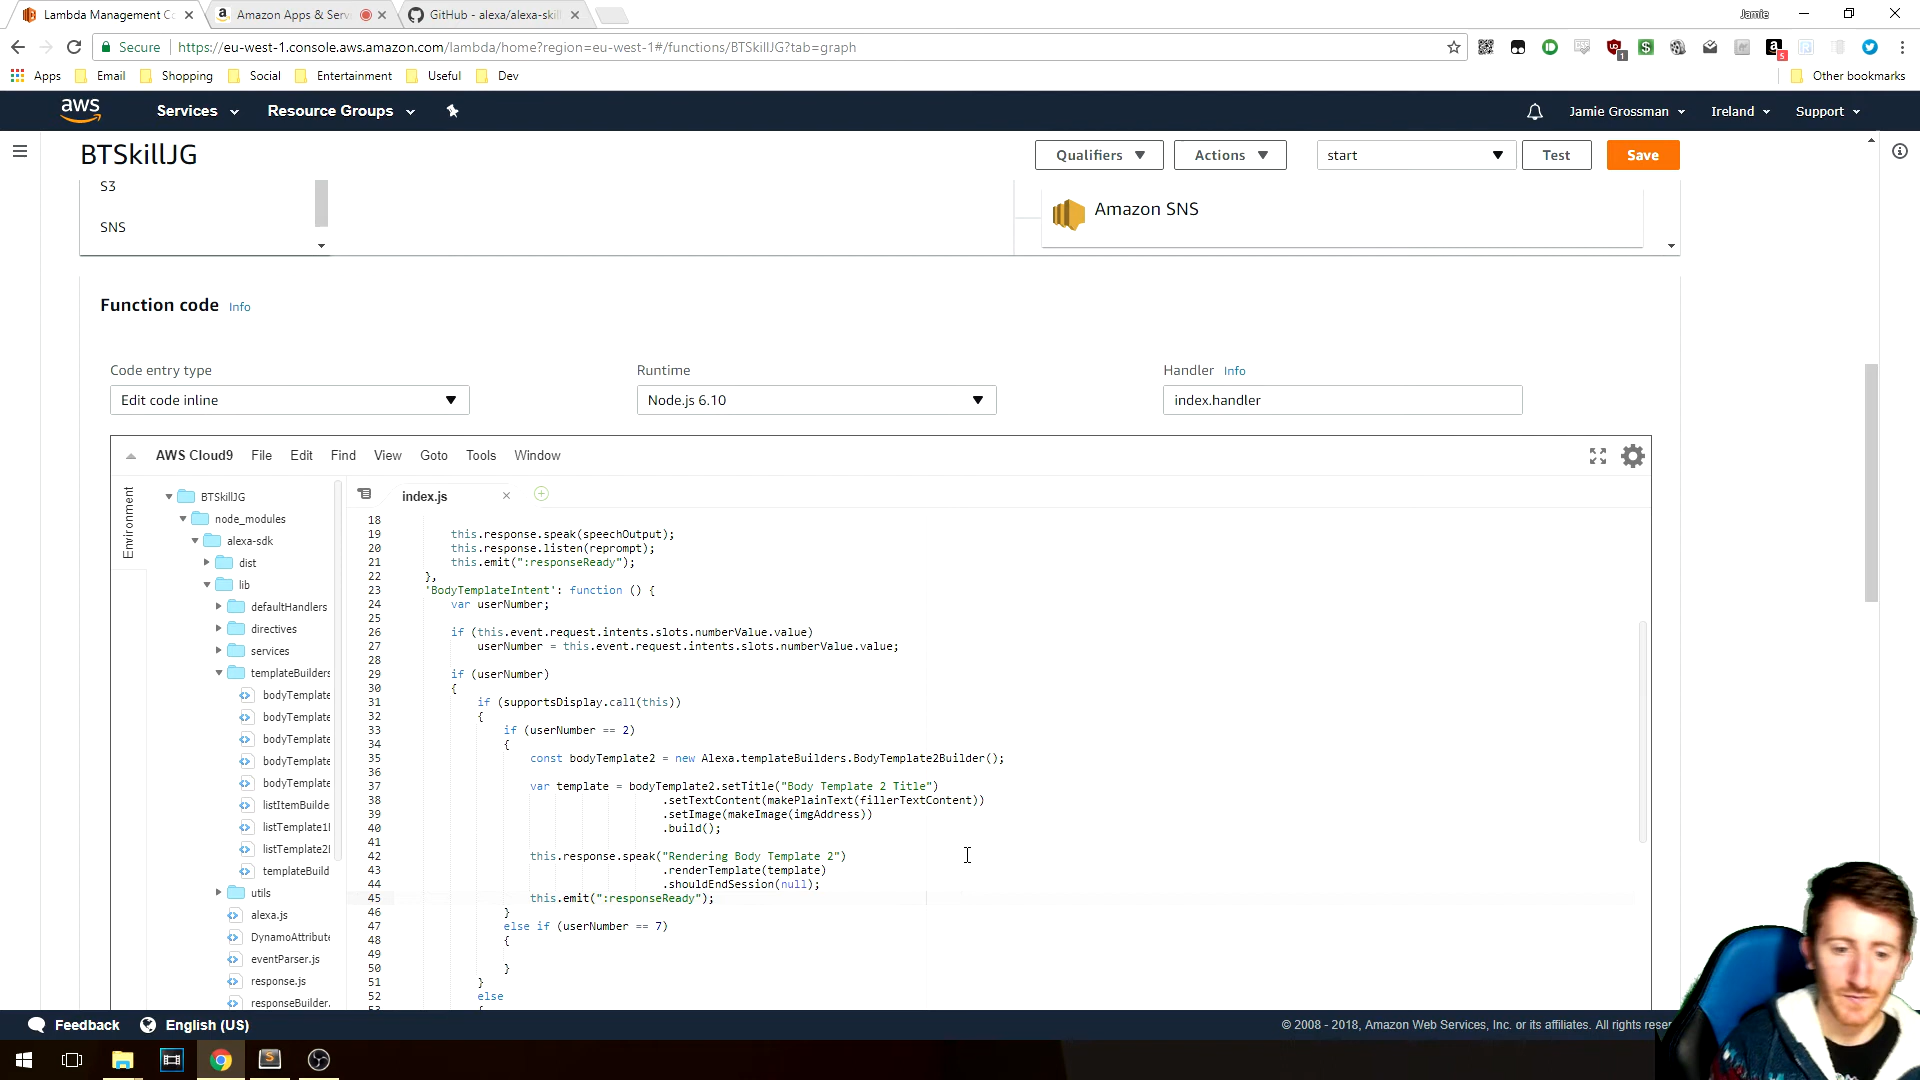 Lambda Management Co
Amazon Apps & Serv
GitHub - alexa/alexa-skill
Jamie
Secure
https://eu-west-1.console.aws.amazon.com/lambda/home?region=eu-west-1#/functions/BTSkillJG?tab=graph
Apps
Email
Shopping
Social
Entertainment
Useful
Dev
Other bookmarks
aws
Services
Resource Groups
Jamie Grossman
Ireland
Support
BTSkillJG
Qualifiers
Actions
start
Test
Save
S3
SNS
Amazon SNS
Function code Info
Code entry type
Runtime
Handler Info
Edit code inline
Node.js 6.10
index.handler
AWS Cloud9
File
Edit
Find
View
Goto
Tools
Window
Environment
BTSkillJG
node_modules
alexa-sdk
dist
lib
defaultHandlers
directives
services
templateBuilders
bodyTemplate
bodyTemplate
bodyTemplate
bodyTemplate
bodyTemplate
listItemBuilde
listTemplate1
listTemplate2
templateBuild
utils
alexa.js
DynamoAttribut
eventParser.js
response.js
responseBuilder.
index.js
18
19 this.response.speak(speechOutput);
20 this.response.listen(reprompt);
21 this.emit(":responseReady");
22 },
23 'BodyTemplateIntent': function () {
24 var userNumber;
25
26 if (this.event.request.intents.slots.numberValue.value)
27 userNumber = this.event.request.intents.slots.numberValue.value;
28
29 if (userNumber)
30 {
31 if (supportsDisplay.call(this))
32 {
33 if (userNumber == 2)
34 {
35 const bodyTemplate2 = new Alexa.templateBuilders.BodyTemplate2Builder();
36
37 var template = bodyTemplate2.setTitle("Body Template 2 Title")
38 .setTextContent(makePlainText(fillerTextContent))
39 .setImage(makeImage(imgAddress))
40 .build();
41
42 this.response.speak("Rendering Body Template 2")
43 .renderTemplate(template)
44 .shouldEndSession(null);
45 this.emit(":responseReady");
46 }
47 else if (userNumber == 7)
48 {
49
50 }
51 }
52 else
Feedback
English (US)
© 2008 - 2018, Amazon Web Services, Inc. or its affiliates. All rights rese